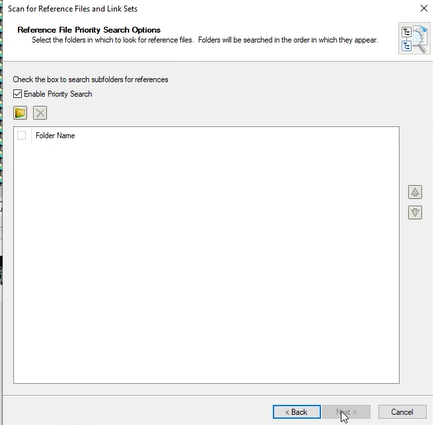 Scan for Reference Files and Link Sets
Reference File Priority Search Options
Select the folders in which to look for reference files. Folders will be searched in the order in which they appear.
Check the box to search subfolders for references
Enable Priority Search
Folder Name
< Back
Next >
Cancel